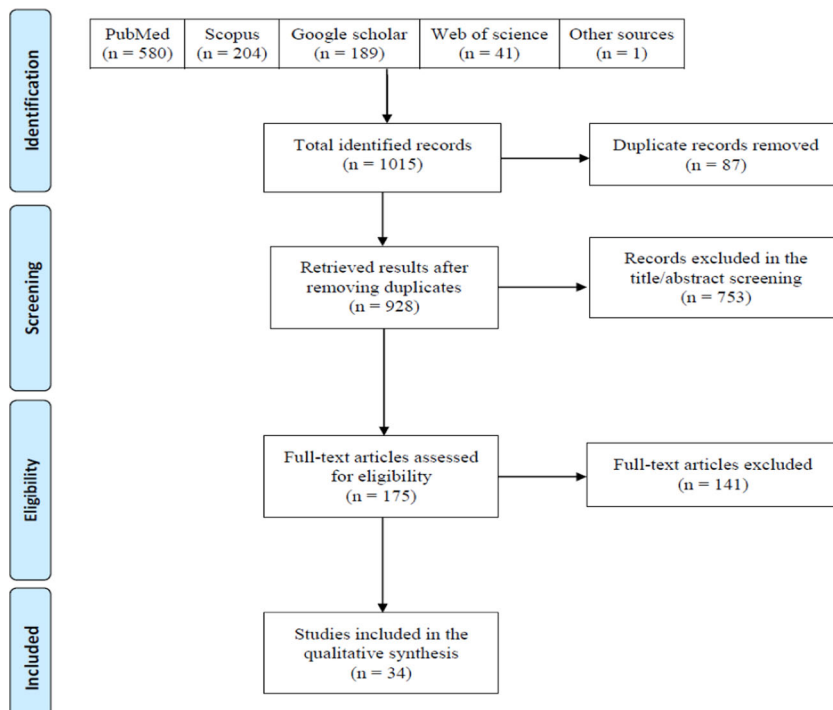 PubMed
(n = 580)
Scopus
(n = 204)
Google scholar
(n = 189)
Web of science
(n = 41)
Other sources
(n = 1)
Identification
Total identified records
(n = 1015)
Duplicate records removed
(n = 87)
Screening
Retrieved results after
removing duplicates
(n = 928)
Records excluded in the
title/abstract screening
(n = 753)
Eligibility
Full-text articles assessed
for eligibility
(n = 175)
Full-text articles excluded
(n = 141)
Included
Studies included in the
qualitative synthesis
(n = 34)